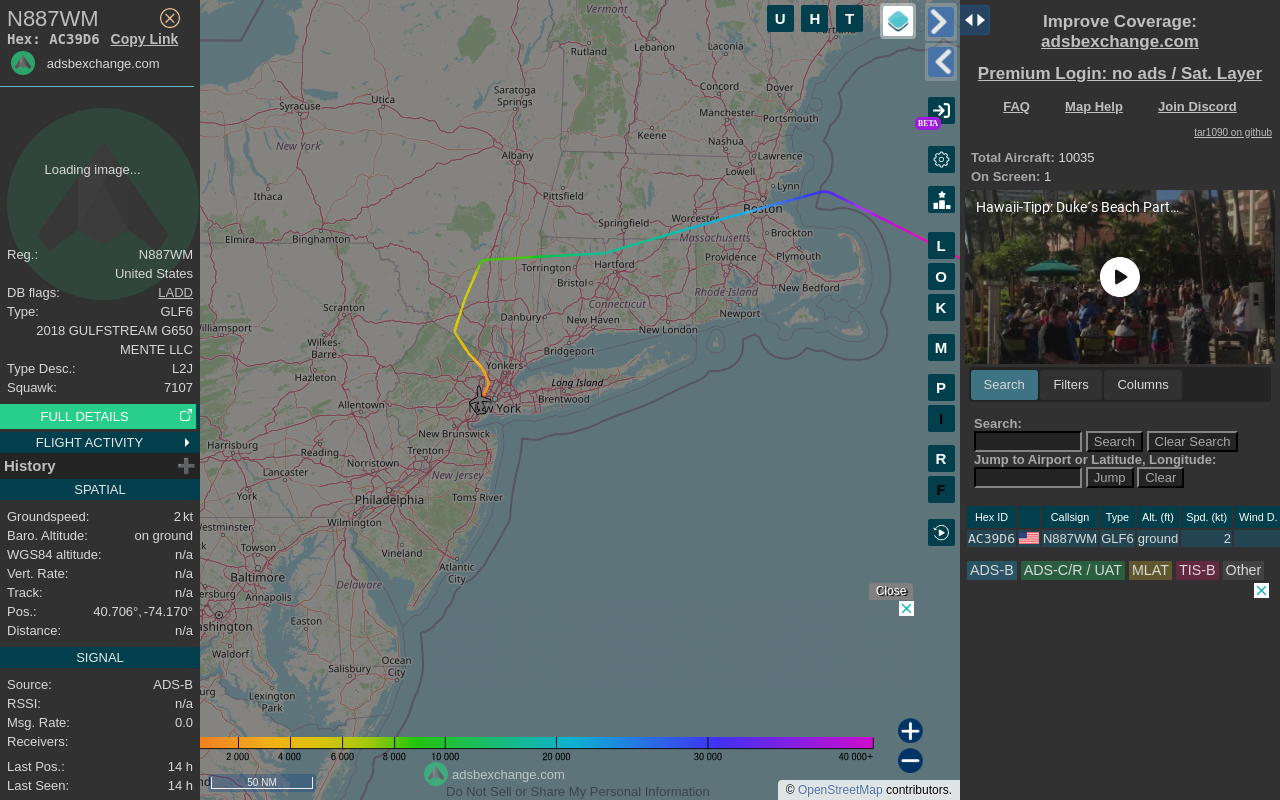 N887WM
Hex: AC39D6 Copy Link
adsbexchange.com
Loading image...
Reg.: N887WM
United States
DB flags: LADD
Type: GLF6
2018 GULFSTREAM G650
MENTE LLC
Type Desc.: L2J
Squawk: 7107
FULL DETAILS
FLIGHT ACTIVITY
History
SPATIAL
Groundspeed: 2 kt
Baro. Altitude: on ground
WGS84 altitude: n/a
Vert. Rate: n/a
Track: n/a
Pos.: 40.706°, -74.170°
Distance: n/a
SIGNAL
Source: ADS-B
RSSI: n/a
Msg. Rate: 0.0
Receivers:
Last Pos.: 14 h
Last Seen: 14 h
U H T
Vermont
Rutland
Lebanon
Laconia
Concord
Dover
Syracuse
Utica
Saratoga
Springs
Manchester
Portsmouth
Keene
Nashua
New York
Albany
Lawrence
Lowell
Lynn
Ithaca
Pittsfield
Boston
Springfield
Worcester
Elmira
Binghamton
Massachusetts
Brockton
Torrington
Hartford
Providence
Plymouth
Bristol
New Bedford
Connecticut
Rhode Island
Scranton
Danbury
New Haven
Newport
New London
illiamsport
Wilkes-
Barre
Bridgeport
Yonkers
Hazleton
Long Island
Brentwood
Allentown
New York
New Brunswick
Harrisburg
Reading
Trenton
Lancaster
Norristown
New Jersey
York
Philadelphia
Toms River
Wilmington
estminster
Towson
Vineland
Baltimore
Atlantic
City
Annapolis
Delaware
ashington
Easton
Waldorf
Ocean
City
Salisbury
Lexington
Park
BETA
L
O
K
M
P
I
R
F
Close
2 000 4 000 6 000 8 000 10 000 20 000 30 000 40 000+
50 NM
adsbexchange.com
Do Not Sell or Share My Personal Information
© OpenStreetMap contributors.
Improve Coverage:
adsbexchange.com
Premium Login: no ads / Sat. Layer
FAQ Map Help Join Discord
tar1090 on github
Total Aircraft: 10035
On Screen: 1
Hawaii-Tipp: Duke´s Beach Part…
Search Filters Columns
Search:
Search Clear Search
Jump to Airport or Latitude, Longitude:
Jump Clear
Hex ID Callsign Type Alt. (ft) Spd. (kt) Wind D.
AC39D6 N887WM GLF6 ground 2
ADS-B ADS-C/R / UAT MLAT TIS-B Other